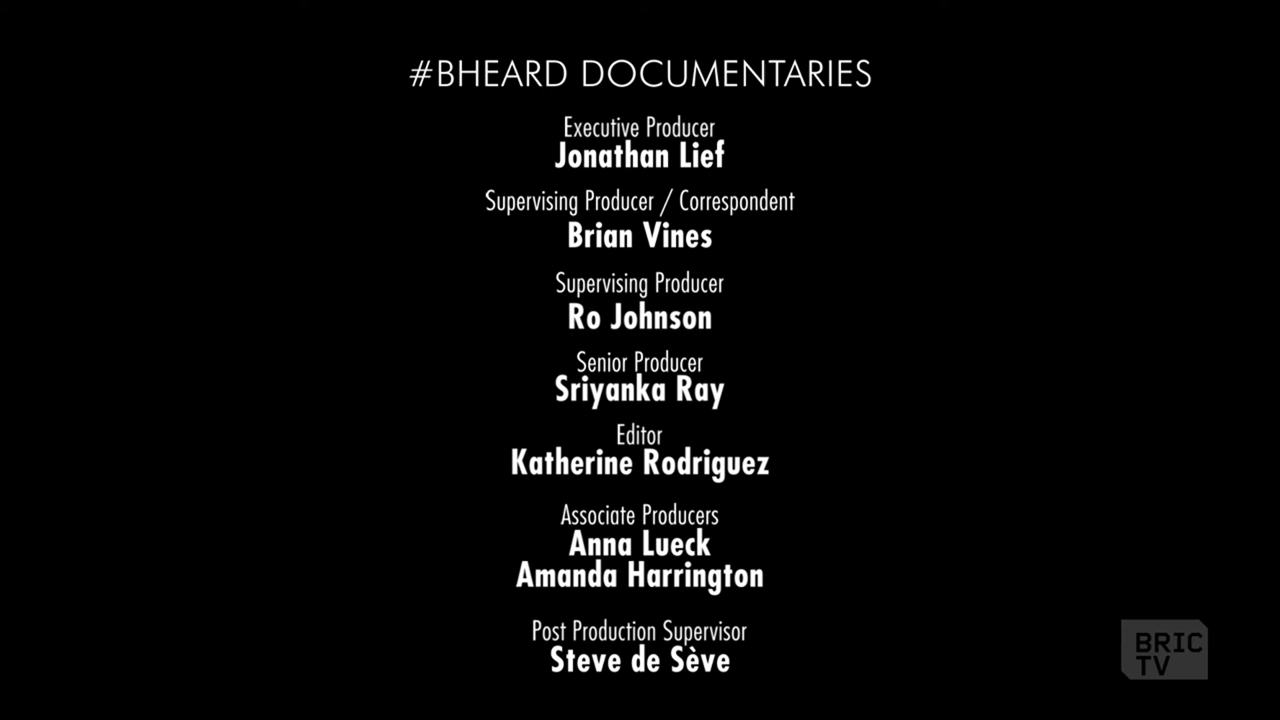 #BHEARD DOCUMENTARIES
Executive Producer
Jonathan Lief
Supervising Producer / Correspondent
Brian Vines
Supervising Producer
Ro Johnson
Senior Producer
Sriyanka Ray
Editor
Katherine Rodriguez
Associate Producers
Anna Lueck
Amanda Harrington
Post Production Supervisor
Steve de Sève
BRIC
TV